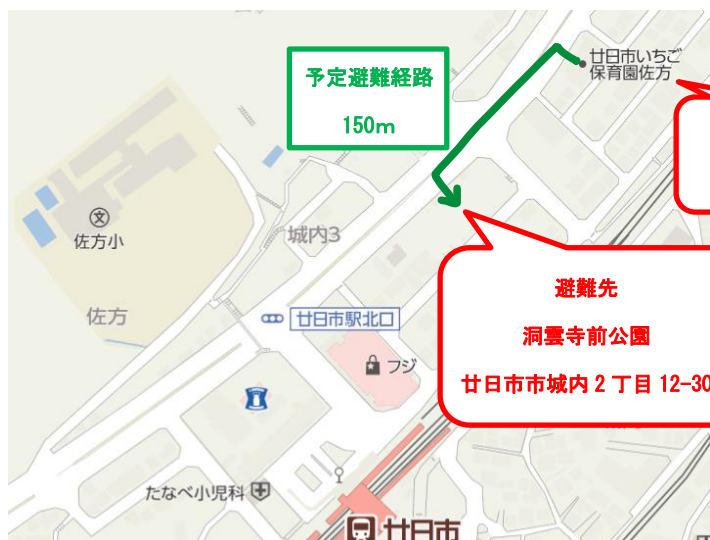 予定避難経路
150m
廿日市いちご
保育園佐方
文
佐方小
城内3
佐方
廿日市駅北口
フジ
避難先
洞雲寺前公園
廿日市市城内2丁目12-30
たなべ小児科
廿日市